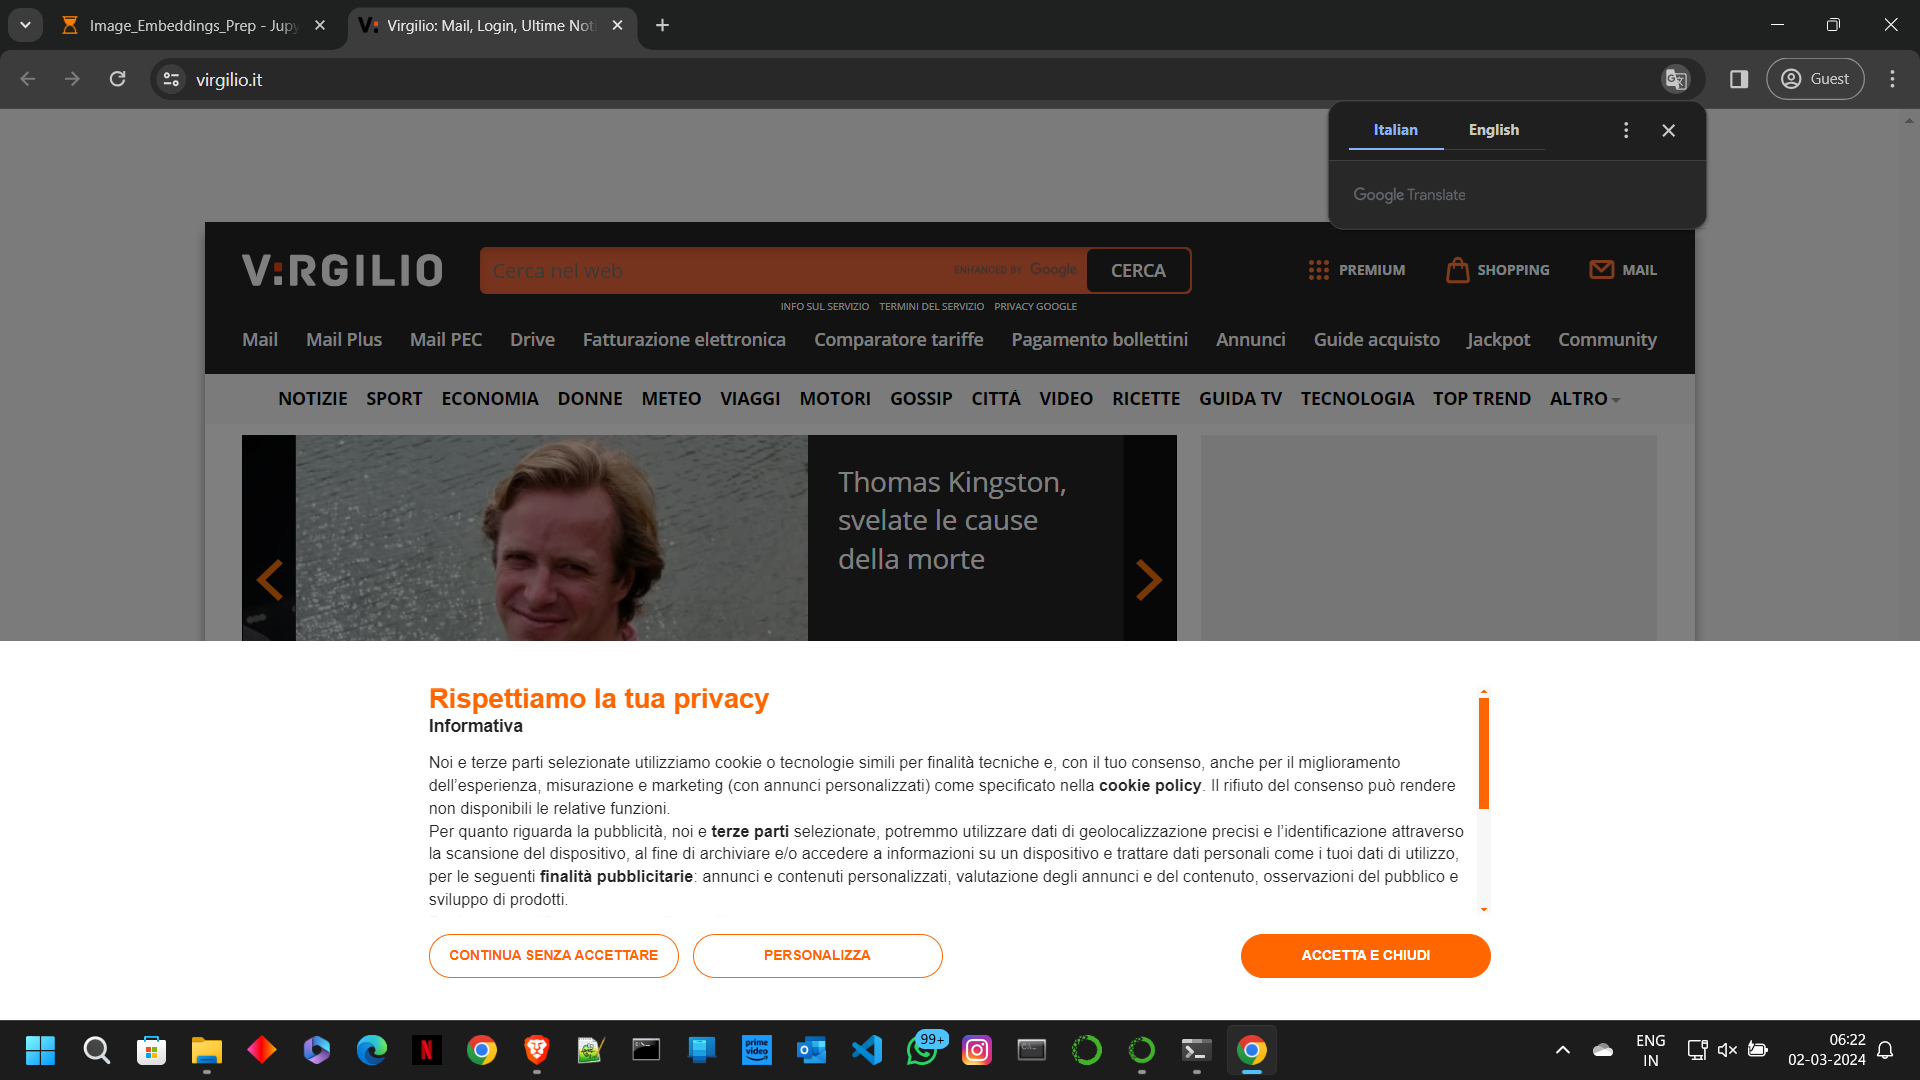 Image_Embeddings_Prep - Jupy
Virgilio: Mail, Login, Ultime Noti
virgilio.it
Guest
Italian English
Google Translate
VIRGILIO
Cerca nel web
ENHANCED BY Google
CERCA
PREMIUM
SHOPPING
MAIL
INFO SUL SERVIZIO TERMINI DEL SERVIZIO PRIVACY GOOGLE
Mail Mail Plus Mail PEC Drive Fatturazione elettronica Comparatore tariffe Pagamento bollettini Annunci Guide acquisto Jackpot Community
NOTIZIE SPORT ECONOMIA DONNE METEO VIAGGI MOTORI GOSSIP CITTÀ VIDEO RICETTE GUIDA TV TECNOLOGIA TOP TREND ALTRO
Thomas Kingston,
svelate le cause
della morte
Rispettiamo la tua privacy
Informativa
Noi e terze parti selezionate utilizziamo cookie o tecnologie simili per finalità tecniche e, con il tuo consenso, anche per il miglioramento
dell’esperienza, misurazione e marketing (con annunci personalizzati) come specificato nella cookie policy. Il rifiuto del consenso può rendere
non disponibili le relative funzioni.
Per quanto riguarda la pubblicità, noi e terze parti selezionate, potremmo utilizzare dati di geolocalizzazione precisi e l’identificazione attraverso
la scansione del dispositivo, al fine di archiviare e/o accedere a informazioni su un dispositivo e trattare dati personali come i tuoi dati di utilizzo,
per le seguenti finalità pubblicitarie: annunci e contenuti personalizzati, valutazione degli annunci e del contenuto, osservazioni del pubblico e
sviluppo di prodotti.
CONTINUA SENZA ACCETTARE
PERSONALIZZA
ACCETTA E CHIUDI
prime
video
99+
ENG
IN
06:22
02-03-2024